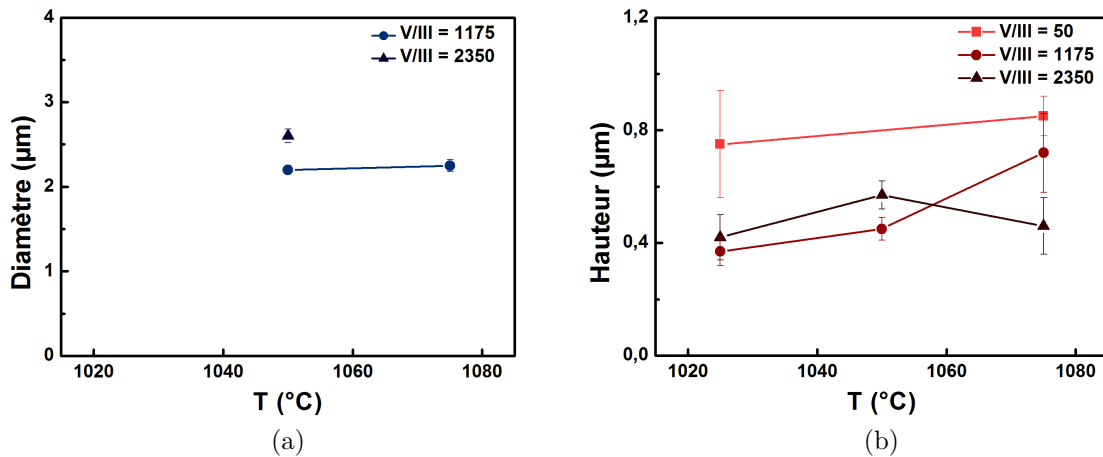 4
3
2
1
0
Diamètre (µm)
V/III = 1175
V/III = 2350
1020 1040 1060 1080
T (°C)
(a)
1,2
0,8
0,4
0,0
Hauteur (µm)
V/III = 50
V/III = 1175
V/III = 2350
1020 1040 1060 1080
T (°C)
(b)